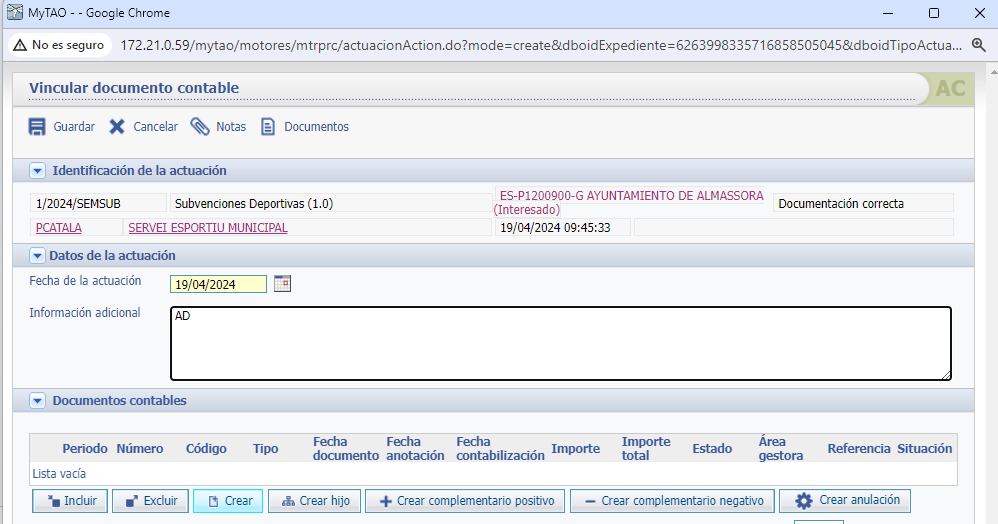 MyTAO - - Google Chrome
No es seguro 172.21.0.59/mytao/motores/mtrprc/actuacionAction.do?mode=create&dboidExpediente=6263998335716858505045&dboidTipoActua...
Vincular documento contable AC
Guardar Cancelar Notas Documentos
Identificación de la actuación
1/2024/SEMSUB Subvenciones Deportivas (1.0) ES-P1200900-G AYUNTAMIENTO DE ALMASSORA (Interesado) Documentación correcta
PCATALA SERVEI ESPORTIU MUNICIPAL 19/04/2024 09:45:33
Datos de la actuación
Fecha de la actuación 19/04/2024
Información adicional AD
Documentos contables
Periodo Número Código Tipo Fecha documento Fecha anotación Fecha contabilización Importe Importe total Estado Área gestora Referencia Situación
Lista vacía
Incluir Excluir Crear Crear hijo Crear complementario positivo Crear complementario negativo Crear anulación